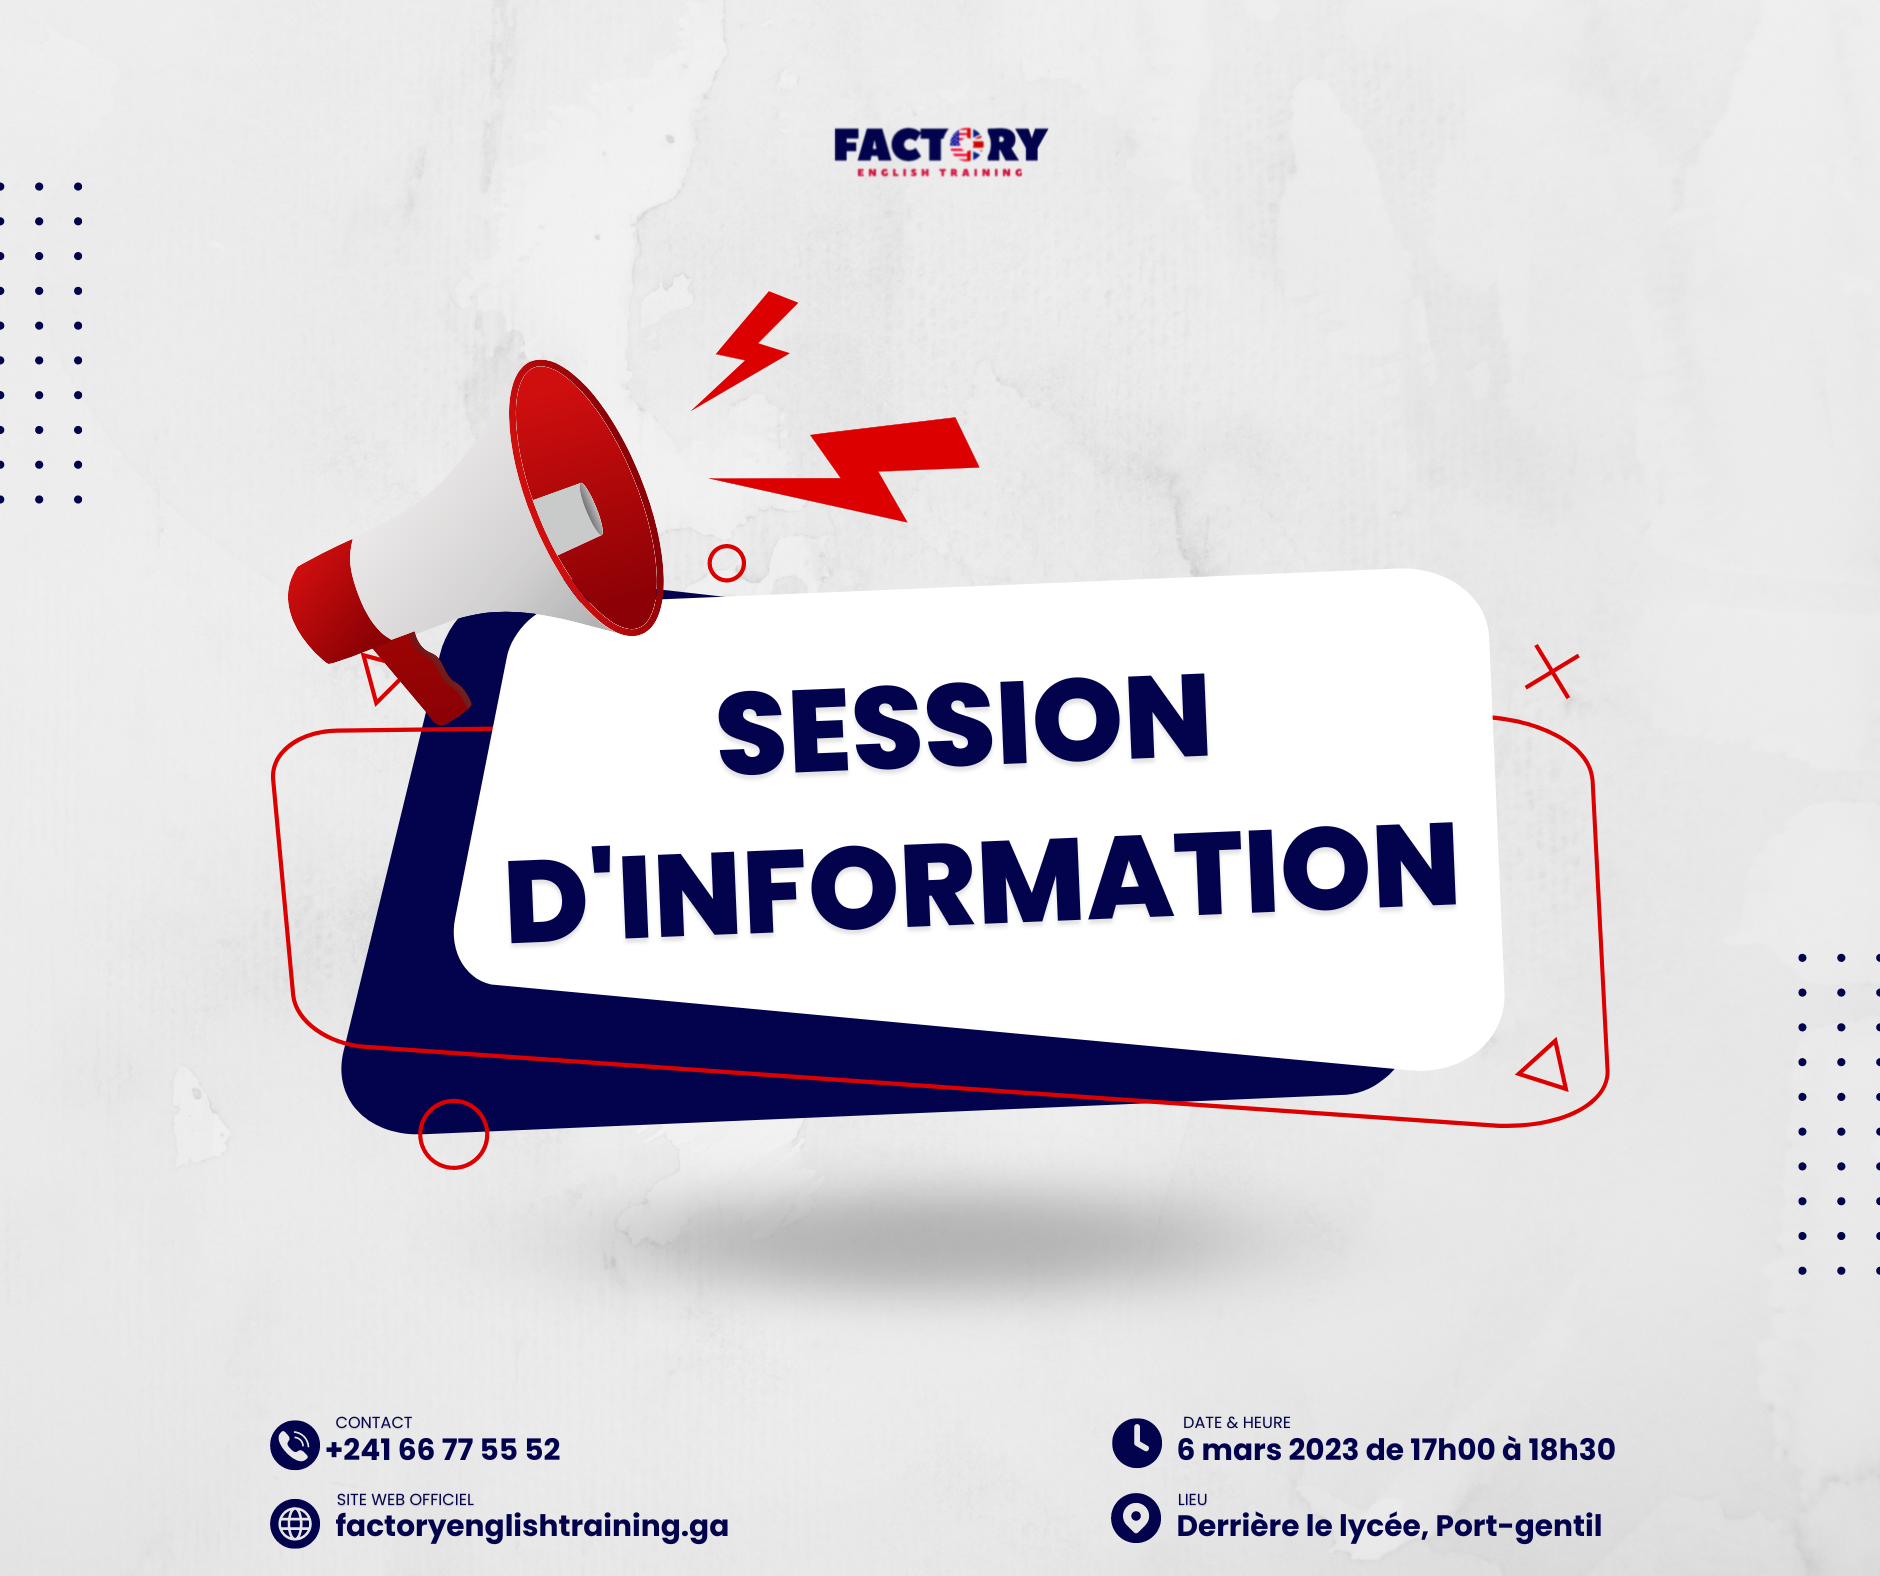 FACTORY
ENGLISH TRAINING
SESSION
D'INFORMATION
CONTACT
+241 66 77 55 52
SITE WEB OFFICIEL
factoryenglishtraining.ga
DATE & HEURE
6 mars 2023 de 17h00 à 18h30
LIEU
Derrière le lycée, Port-gentil